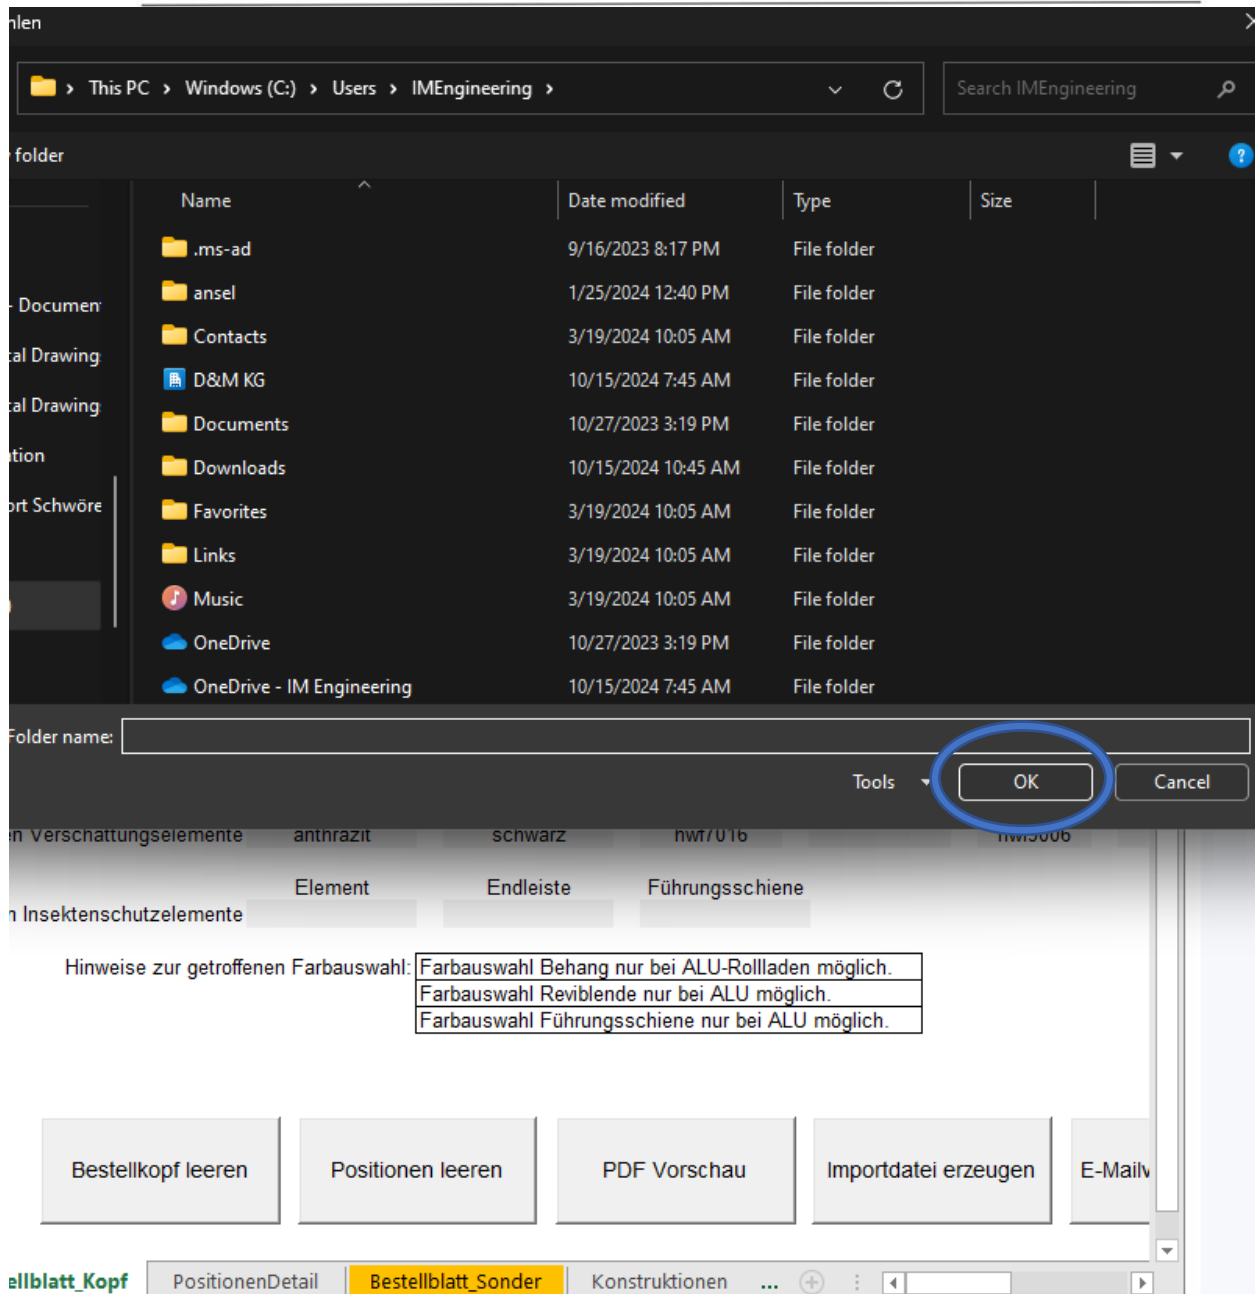 hlen
This PC > Windows (C:) > Users > IMEngineering >
Search IMEngineering
folder
Name Date modified Type Size
.ms-ad 9/16/2023 8:17 PM File folder
ansel 1/25/2024 12:40 PM File folder
- Documen
Contacts 3/19/2024 10:05 AM File folder
cal Drawing
D&M KG 10/15/2024 7:45 AM File folder
cal Drawing
Documents 10/27/2023 3:19 PM File folder
ation
Downloads 10/15/2024 10:45 AM File folder
ort Schwöre
Favorites 3/19/2024 10:05 AM File folder
Links 3/19/2024 10:05 AM File folder
Music 3/19/2024 10:05 AM File folder
OneDrive 10/27/2023 3:19 PM File folder
OneDrive - IM Engineering 10/15/2024 7:45 AM File folder
Folder name:
Tools OK Cancel
en Verschattungselemente anthrazit schwarz hwf7016 hwf9006
Element Endleiste Führungsschiene
n Insektenschutzelemente
Hinweise zur getroffenen Farbauswahl: Farbauswahl Behang nur bei ALU-Rollladen möglich.
Farbauswahl Reviblende nur bei ALU möglich.
Farbauswahl Führungsschiene nur bei ALU möglich.
Bestellkopf leeren Positionen leeren PDF Vorschau Importdatei erzeugen E-Mailv
ellblatt_Kopf PositionenDetail Bestellblatt_Sonder Konstruktionen ...